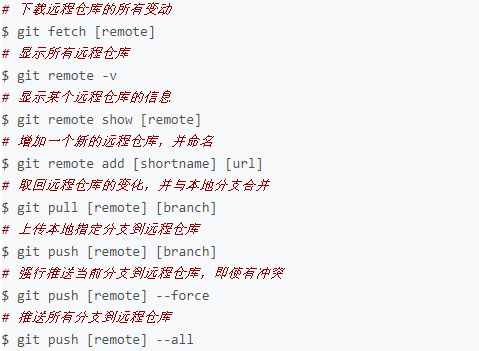 # 下载远程仓库的所有变动
$ git fetch [remote]
# 显示所有远程仓库
$ git remote -v
# 显示某个远程仓库的信息
$ git remote show [remote]
# 增加一个新的远程仓库，并命名
$ git remote add [shortname] [url]
# 取回远程仓库的变化，并与本地分支合并
$ git pull [remote] [branch]
# 上传本地指定分支到远程仓库
$ git push [remote] [branch]
# 强行推送当前分支到远程仓库，即使有冲突
$ git push [remote] --force
# 推送所有分支到远程仓库
$ git push [remote] --all